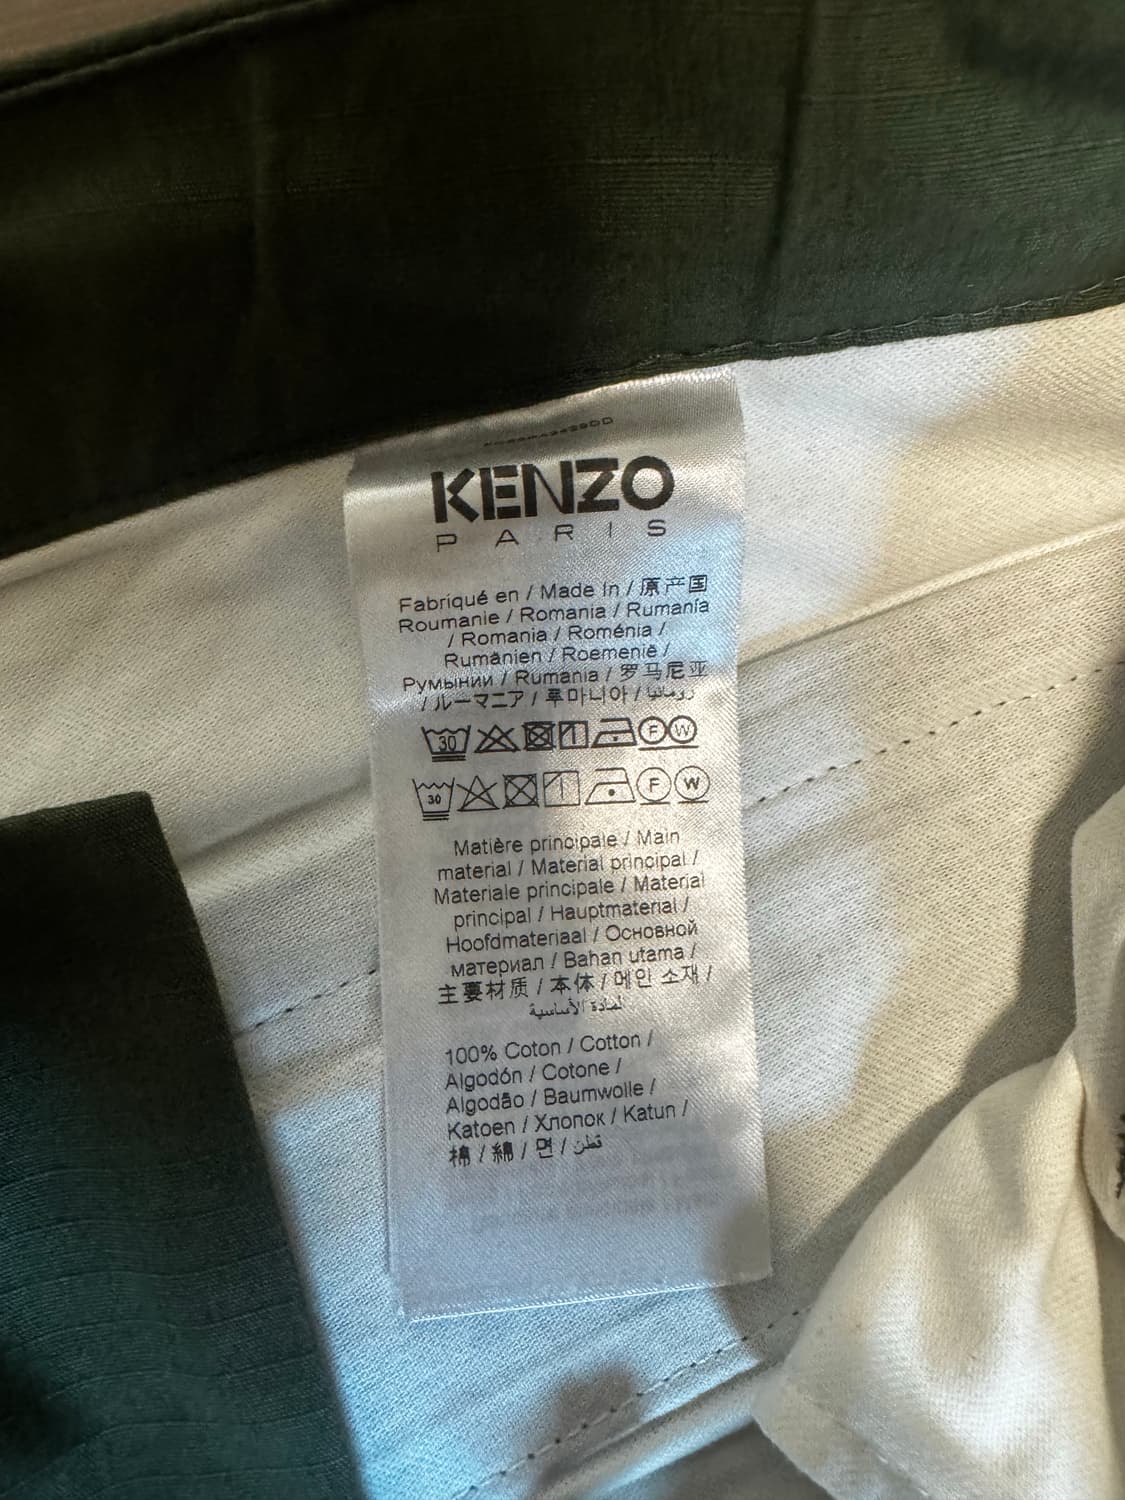 KENZO
PARIS
Fabriqué en / Made In / 原产国
Roumanie / Romania / Rumanía
/ Romania / Roménia /
Rumänien / Roemenië /
Румынии / Rumania / 罗马尼亚
/ ルーマニア / 루마니아 / رومانيا
30 F W
30 F W
Matière principale / Main
material / Material principal /
Materiale principale / Material
principal / Hauptmaterial /
Hoofdmateriaal / Основной
материал / Bahan utama /
主要材质 / 本体 / 메인 소재 /
لمادة الأساسية
100% Coton / Cotton /
Algodón / Cotone /
Algodão / Baumwolle /
Katoen / Хлопок / Katun /
棉 / 綿 / 면 / قطن